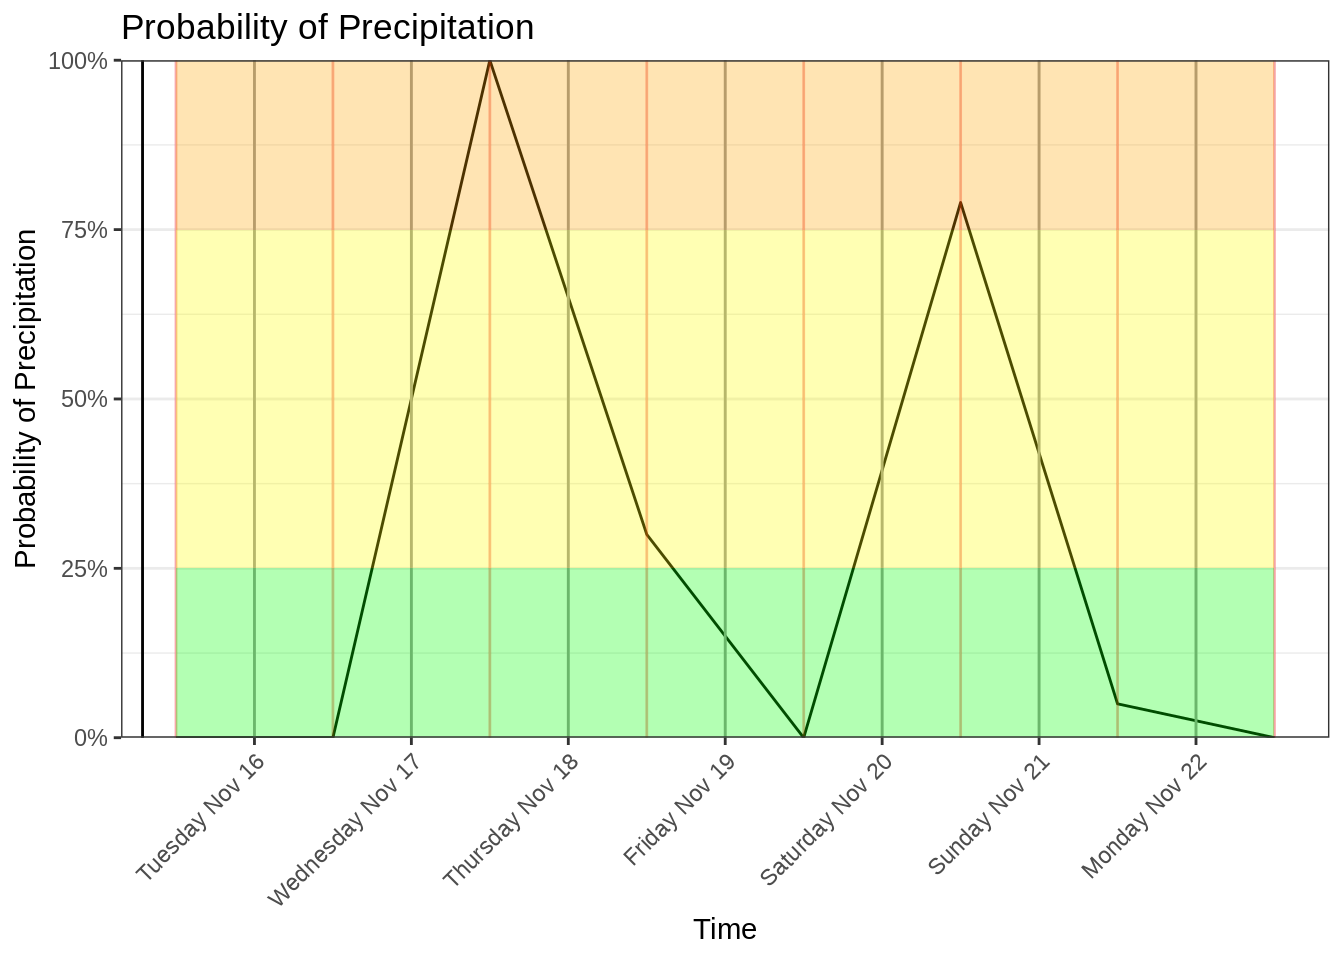 Probability of Precipitation
Probability of Precipitation
100%
75%
50%
25%
0%
Tuesday Nov 16
Wednesday Nov 17
Thursday Nov 18
Friday Nov 19
Saturday Nov 20
Sunday Nov 21
Monday Nov 22
Time